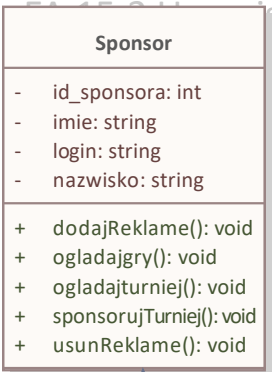 Sponsor
- id_sponsora: int
- imie: string
- login: string
- nazwisko: string
+ dodajReklame(): void
+ ogladajgry(): void
+ ogladajturniej(): void
+ sponsorujTurniej(): void
+ usunReklame(): void